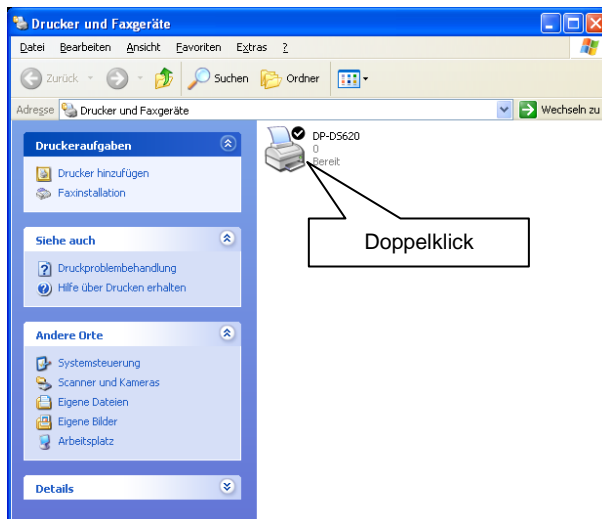 Drucker und Faxgeräte
Datei Bearbeiten Ansicht Favoriten Extras ?
Zurück Suchen Ordner
Adresse Drucker und Faxgeräte Wechseln zu
Druckeraufgaben
Drucker hinzufügen
Faxinstallation
Siehe auch
Druckproblembehandlung
Hilfe über Drucken erhalten
Andere Orte
Systemsteuerung
Scanner und Kameras
Eigene Dateien
Eigene Bilder
Arbeitsplatz
Details
DP-DS620
0
Bereit
Doppelklick